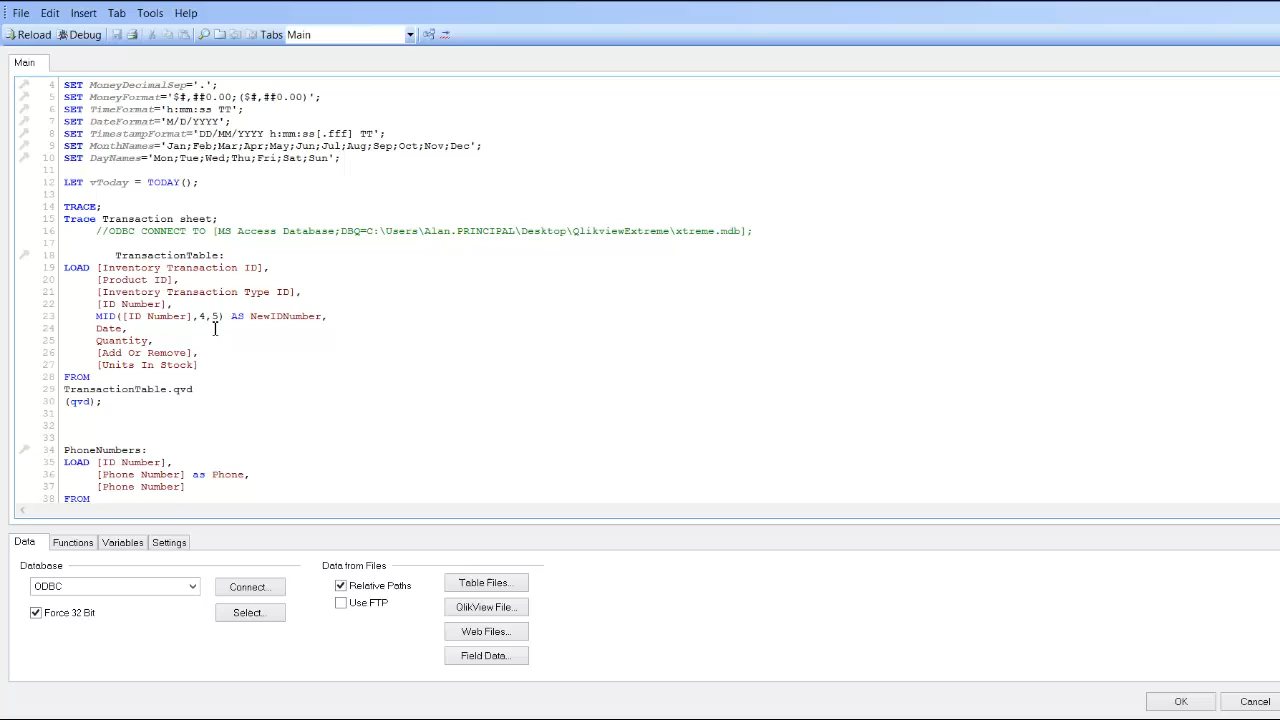 File Edit Insert Tab Tools Help
Reload Debug Tabs Main
Main
4 SET MoneyDecimalSep='.';
5 SET MoneyFormat='$#,##0.00;($#,##0.00)';
6 SET TimeFormat='h:mm:ss TT';
7 SET DateFormat='M/D/YYYY';
8 SET TimestampFormat='DD/MM/YYYY h:mm:ss[.fff] TT';
9 SET MonthNames='Jan;Feb;Mar;Apr;May;Jun;Jul;Aug;Sep;Oct;Nov;Dec';
10 SET DayNames='Mon;Tue;Wed;Thu;Fri;Sat;Sun';
11
12 LET vToday = TODAY();
13
14 TRACE;
15 Trace Transaction sheet;
16 //ODBC CONNECT TO [MS Access Database;DBQ=C:\Users\Alan.PRINCIPAL\Desktop\QlikviewExtreme\xtreme.mdb];
17
18 TransactionTable:
19 LOAD [Inventory Transaction ID],
20 [Product ID],
21 [Inventory Transaction Type ID],
22 [ID Number],
23 MID([ID Number],4,5) AS NewIDNumber,
24 Date,
25 Quantity,
26 [Add Or Remove],
27 [Units In Stock]
28 FROM
29 TransactionTable.qvd
30 (qvd);
31
32
33
34 PhoneNumbers:
35 LOAD [ID Number],
36 [Phone Number] as Phone,
37 [Phone Number]
38 FROM
Data Functions Variables Settings
Database Data from Files
ODBC Connect... Relative Paths Table Files...
Force 32 Bit Select... Use FTP QlikView File...
Web Files...
Field Data...
OK Cancel